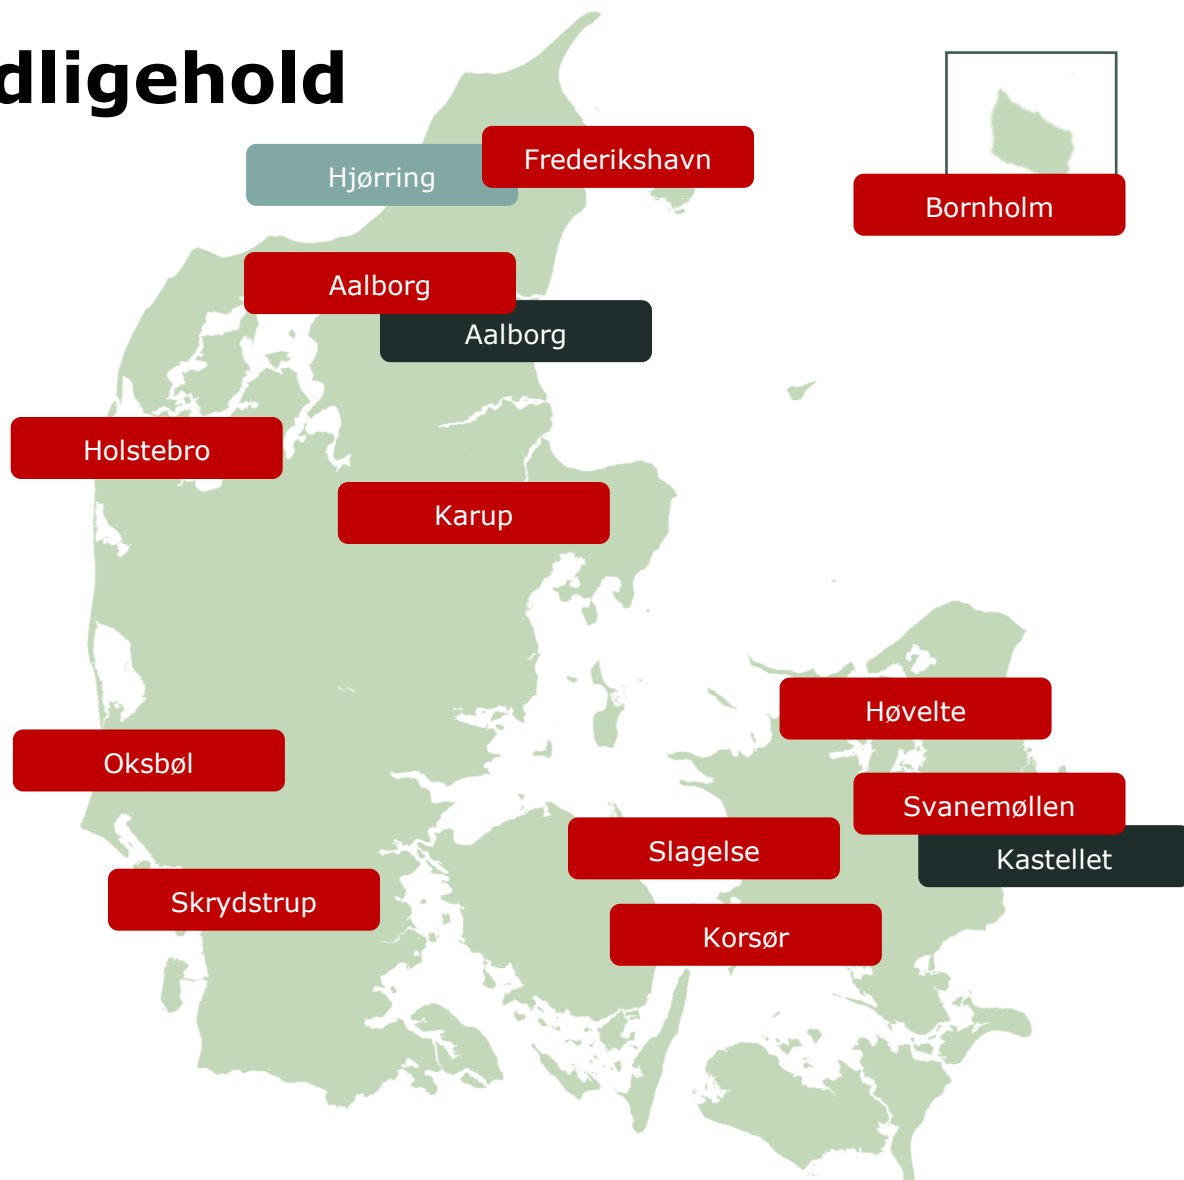 dligehold
Frederikshavn
Hjørring
Bornholm
Aalborg
Aalborg
Holstebro
Karup
Høvelte
Oksbøl
Svanemøllen
Slagelse
Kastellet
Skrydstrup
Korsør